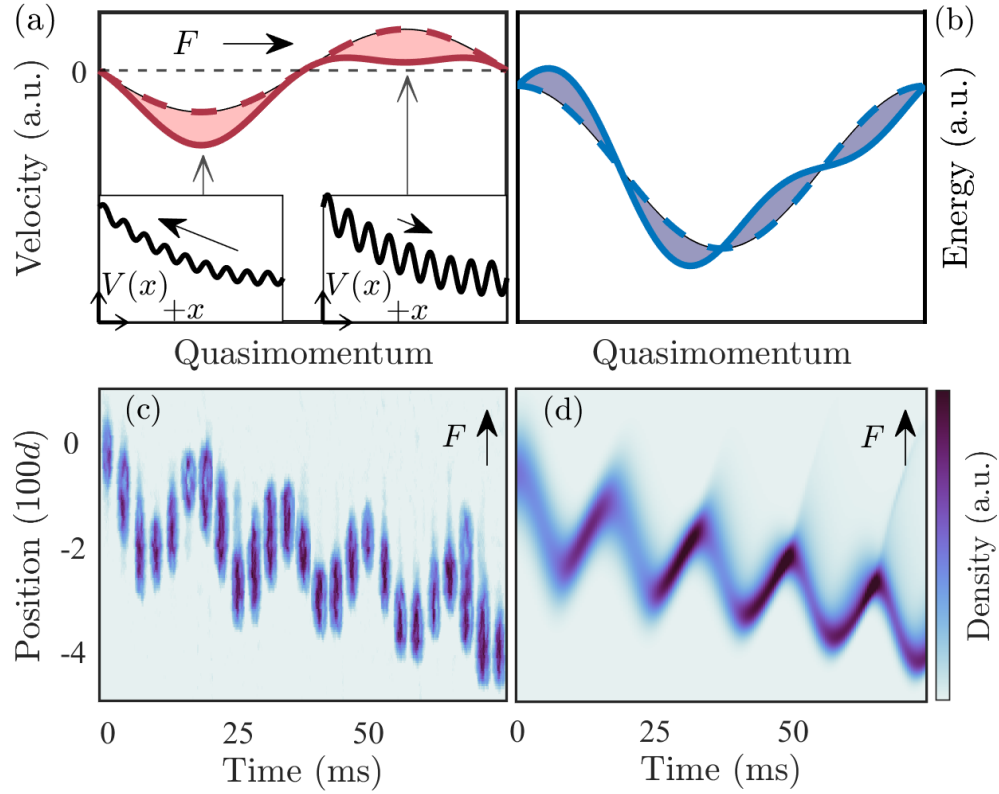 (a)
F
0
Velocity (a.u.)
V(x)
+x
V(x)
+x
Quasimomentum
(b)
Energy (a.u.)
Quasimomentum
(c)
F
0
-2
-4
Position (100d)
0
25
50
Time (ms)
(d)
F
0
25
50
Time (ms)
Density (a.u.)